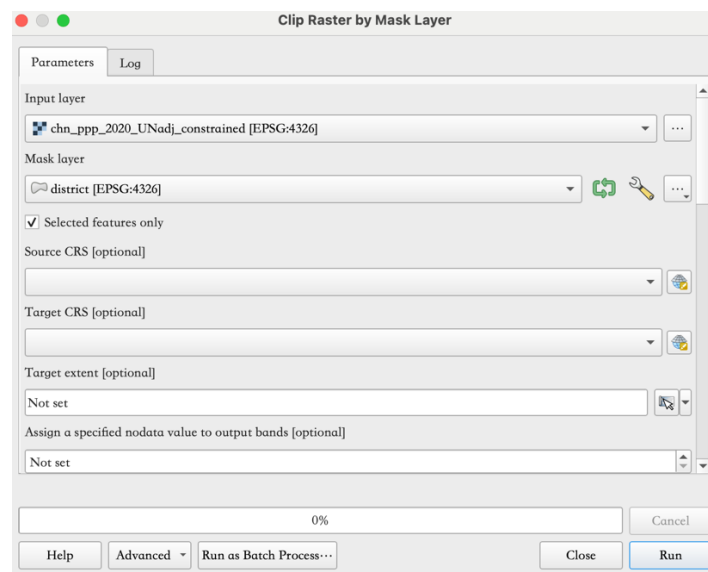 Clip Raster by Mask Layer
Parameters Log
Input layer
chn_ppp_2020_UNadj_constrained [EPSG:4326]
Mask layer
district [EPSG:4326]
Selected features only
Source CRS [optional]
Target CRS [optional]
Target extent [optional]
Not set
Assign a specified nodata value to output bands [optional]
Not set
0% Cancel
Help Advanced Run as Batch Process… Close Run